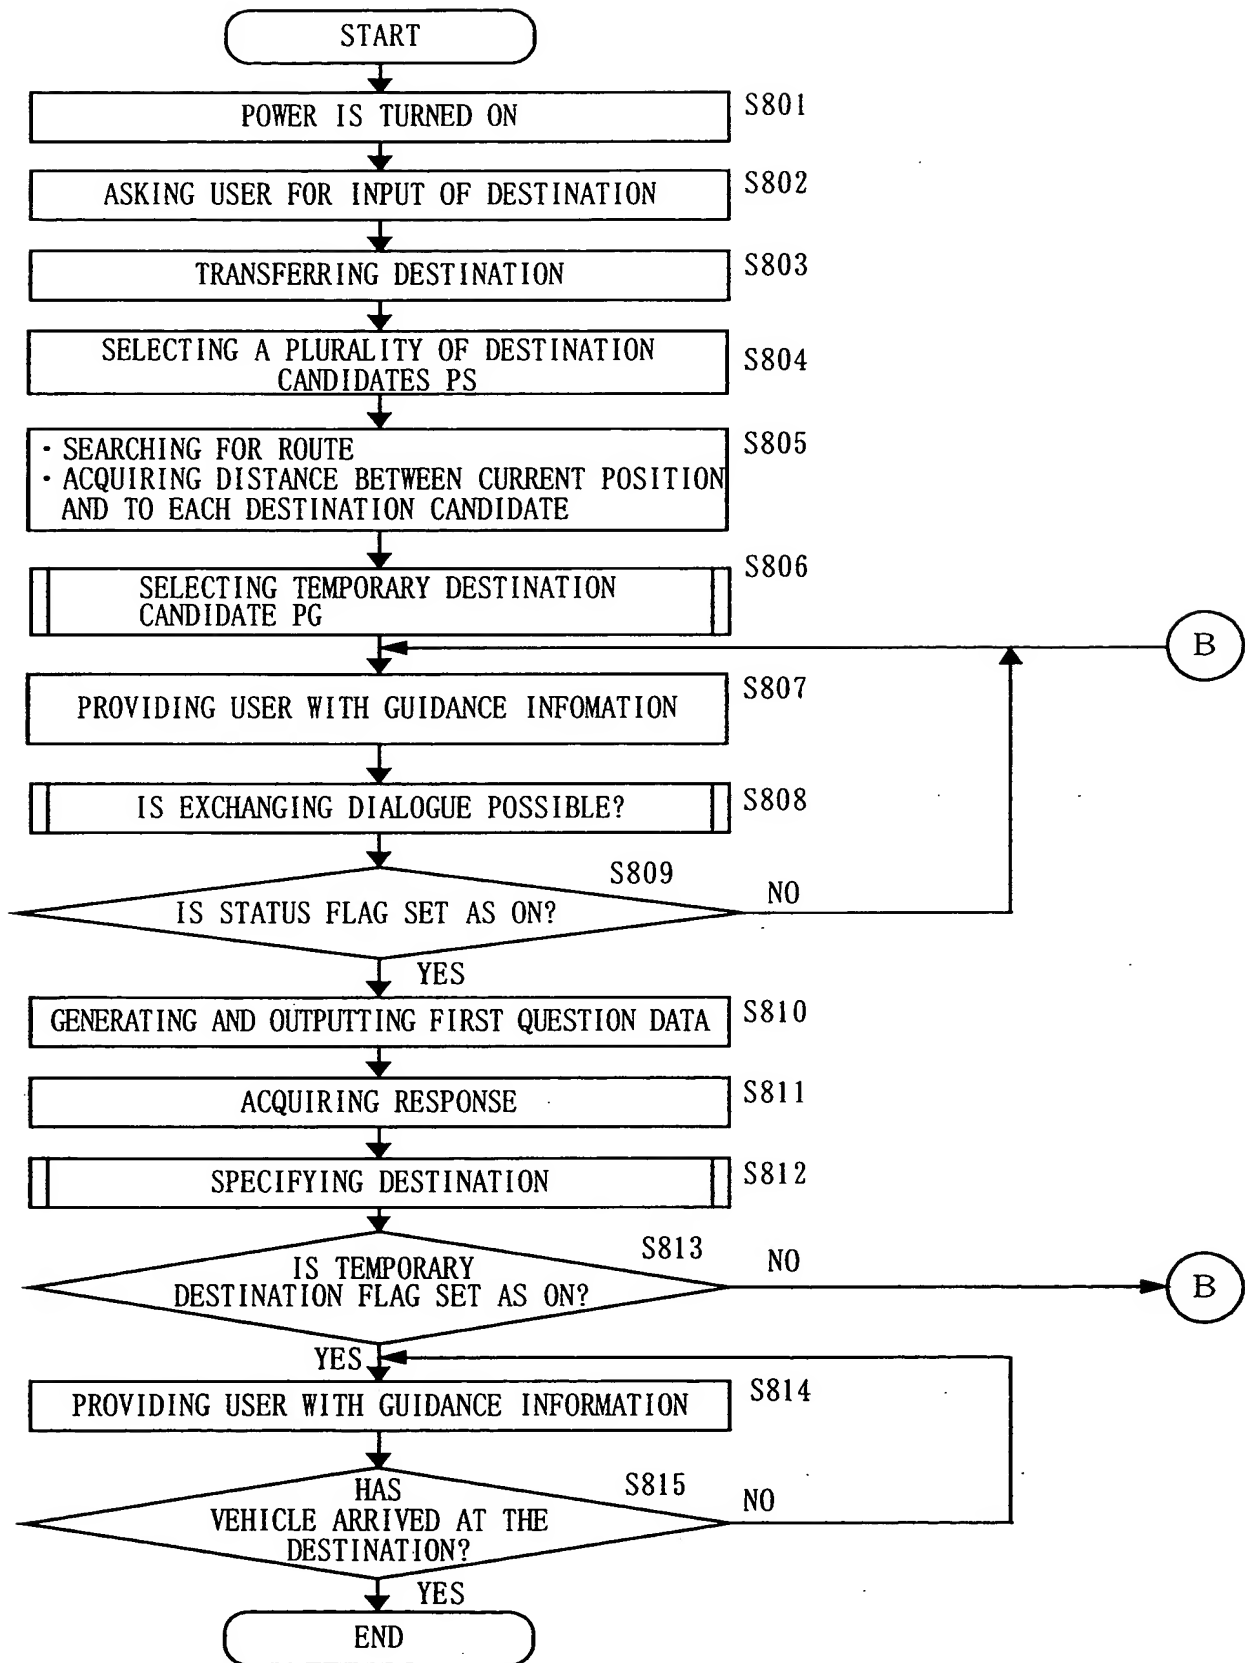 START
POWER IS TURNED ON
S801
ASKING USER FOR INPUT OF DESTINATION
S802
TRANSFERRING DESTINATION
S803
SELECTING A PLURALITY OF DESTINATION
CANDIDATES PS
S804
· SEARCHING FOR ROUTE
· ACQUIRING DISTANCE BETWEEN CURRENT POSITION
AND TO EACH DESTINATION CANDIDATE
S805
SELECTING TEMPORARY DESTINATION
CANDIDATE PG
S806
B
PROVIDING USER WITH GUIDANCE INFOMATION
S807
IS EXCHANGING DIALOGUE POSSIBLE?
S808
S809
IS STATUS FLAG SET AS ON?
NO
YES
GENERATING AND OUTPUTTING FIRST QUESTION DATA
S810
ACQUIRING RESPONSE
S811
SPECIFYING DESTINATION
S812
S813
IS TEMPORARY
DESTINATION FLAG SET AS ON?
NO
B
YES
PROVIDING USER WITH GUIDANCE INFORMATION
S814
S815
HAS
VEHICLE ARRIVED AT THE
DESTINATION?
NO
YES
END